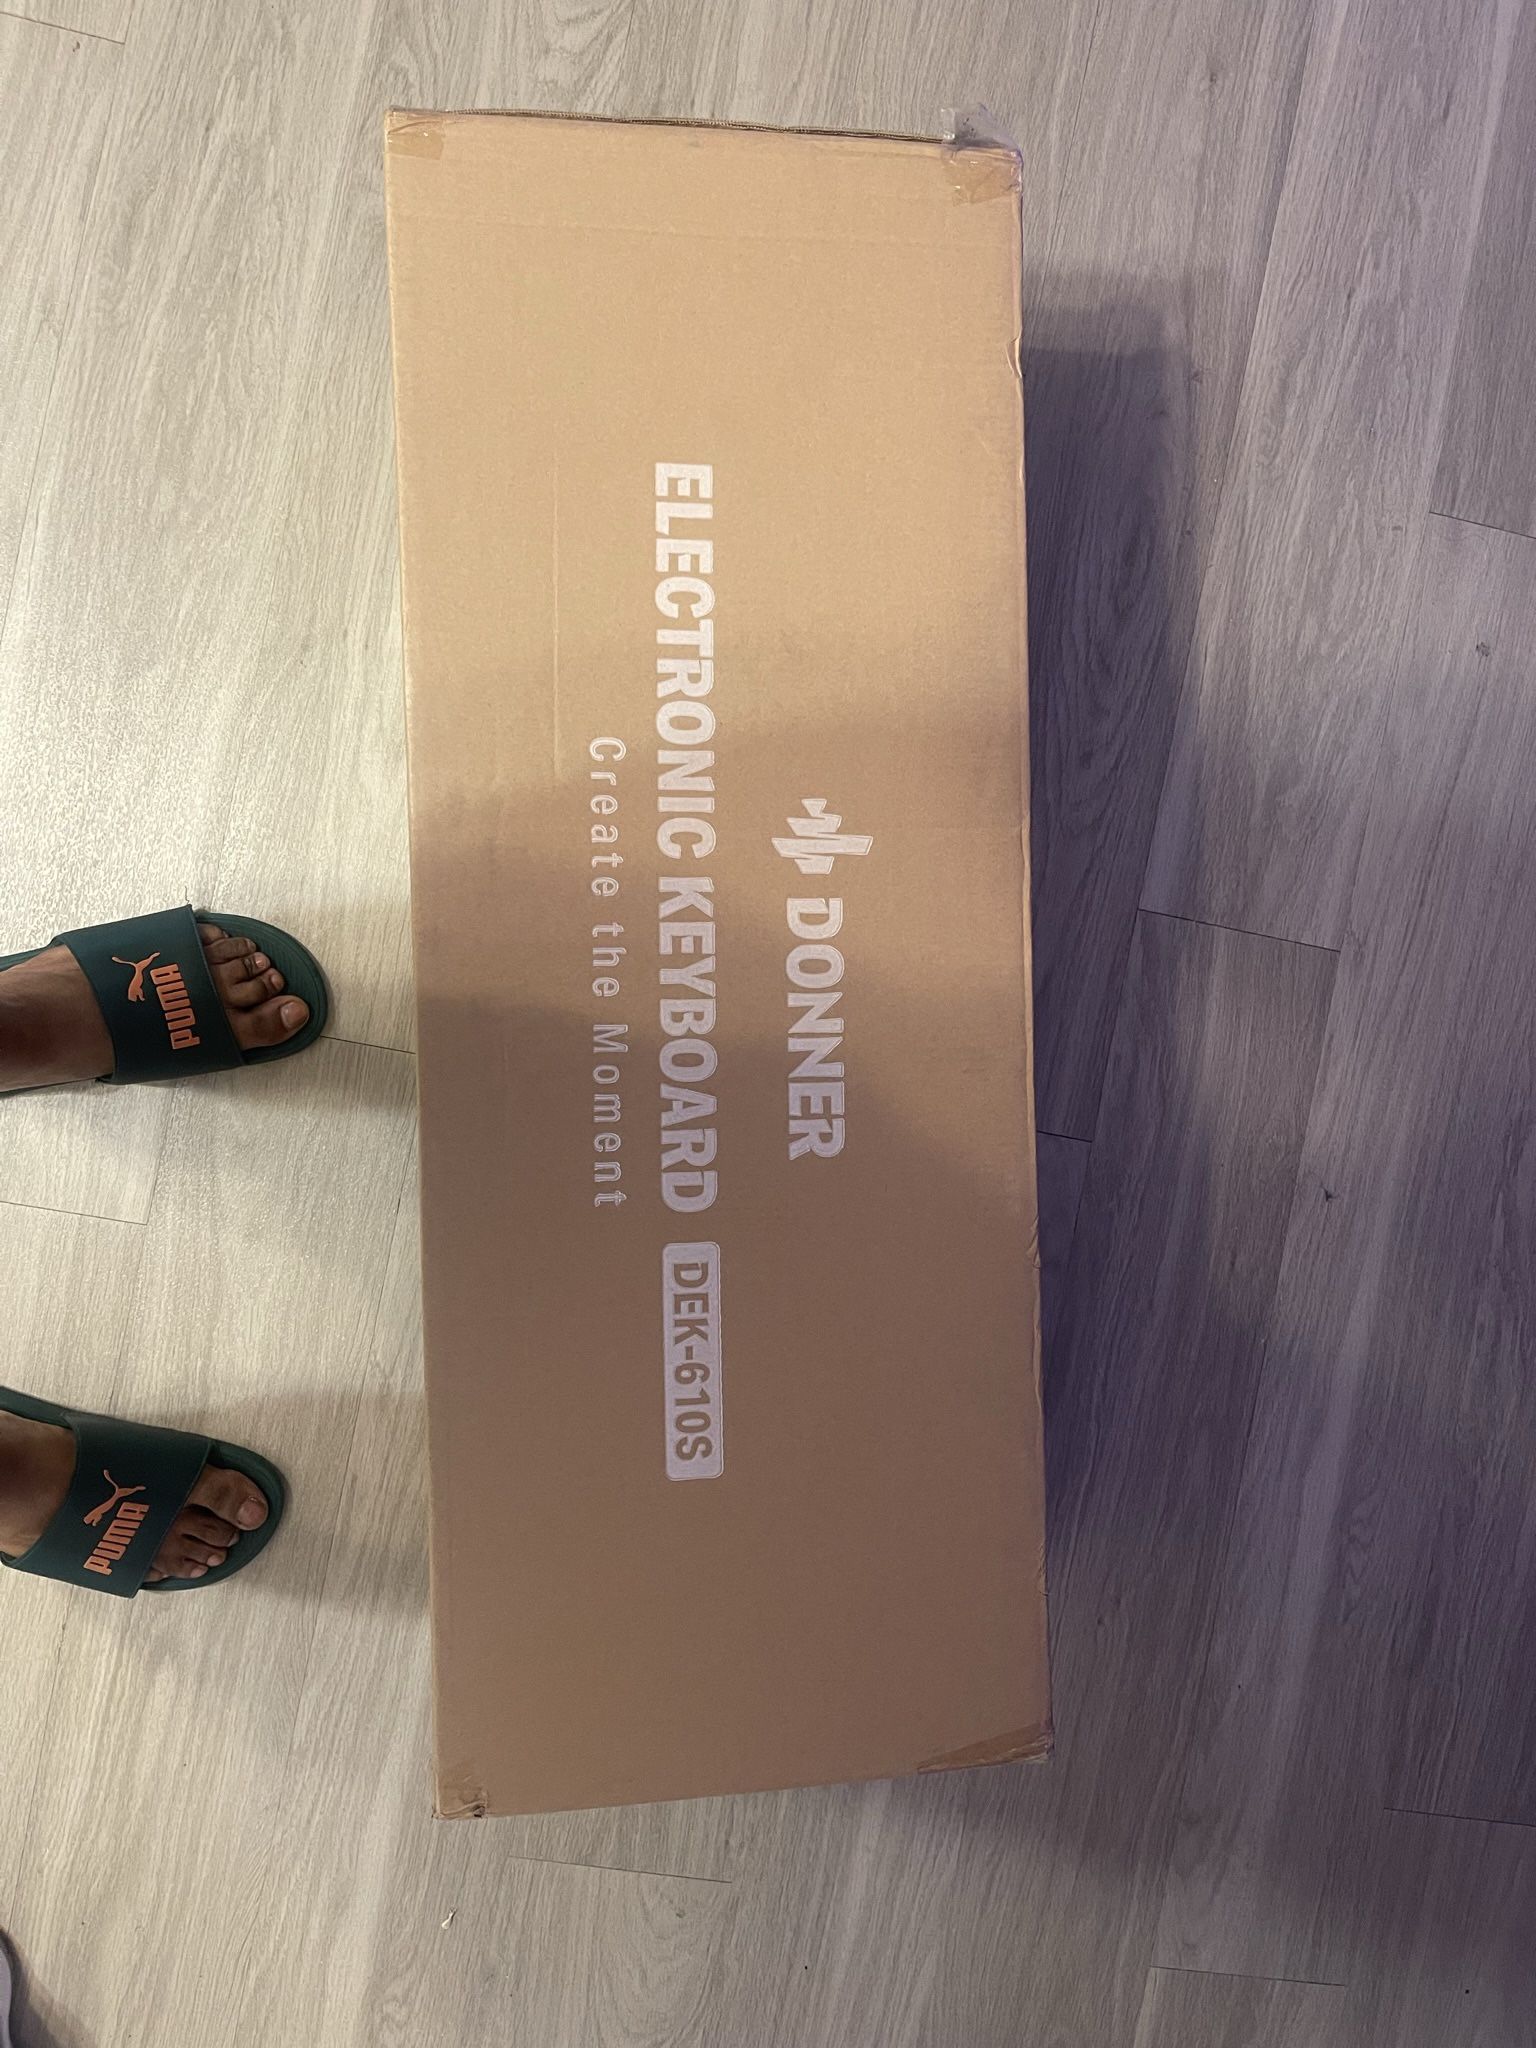 DONNER
ELECTRONIC KEYBOARD DEK-610S
Create the Moment
PUMA
PUMA